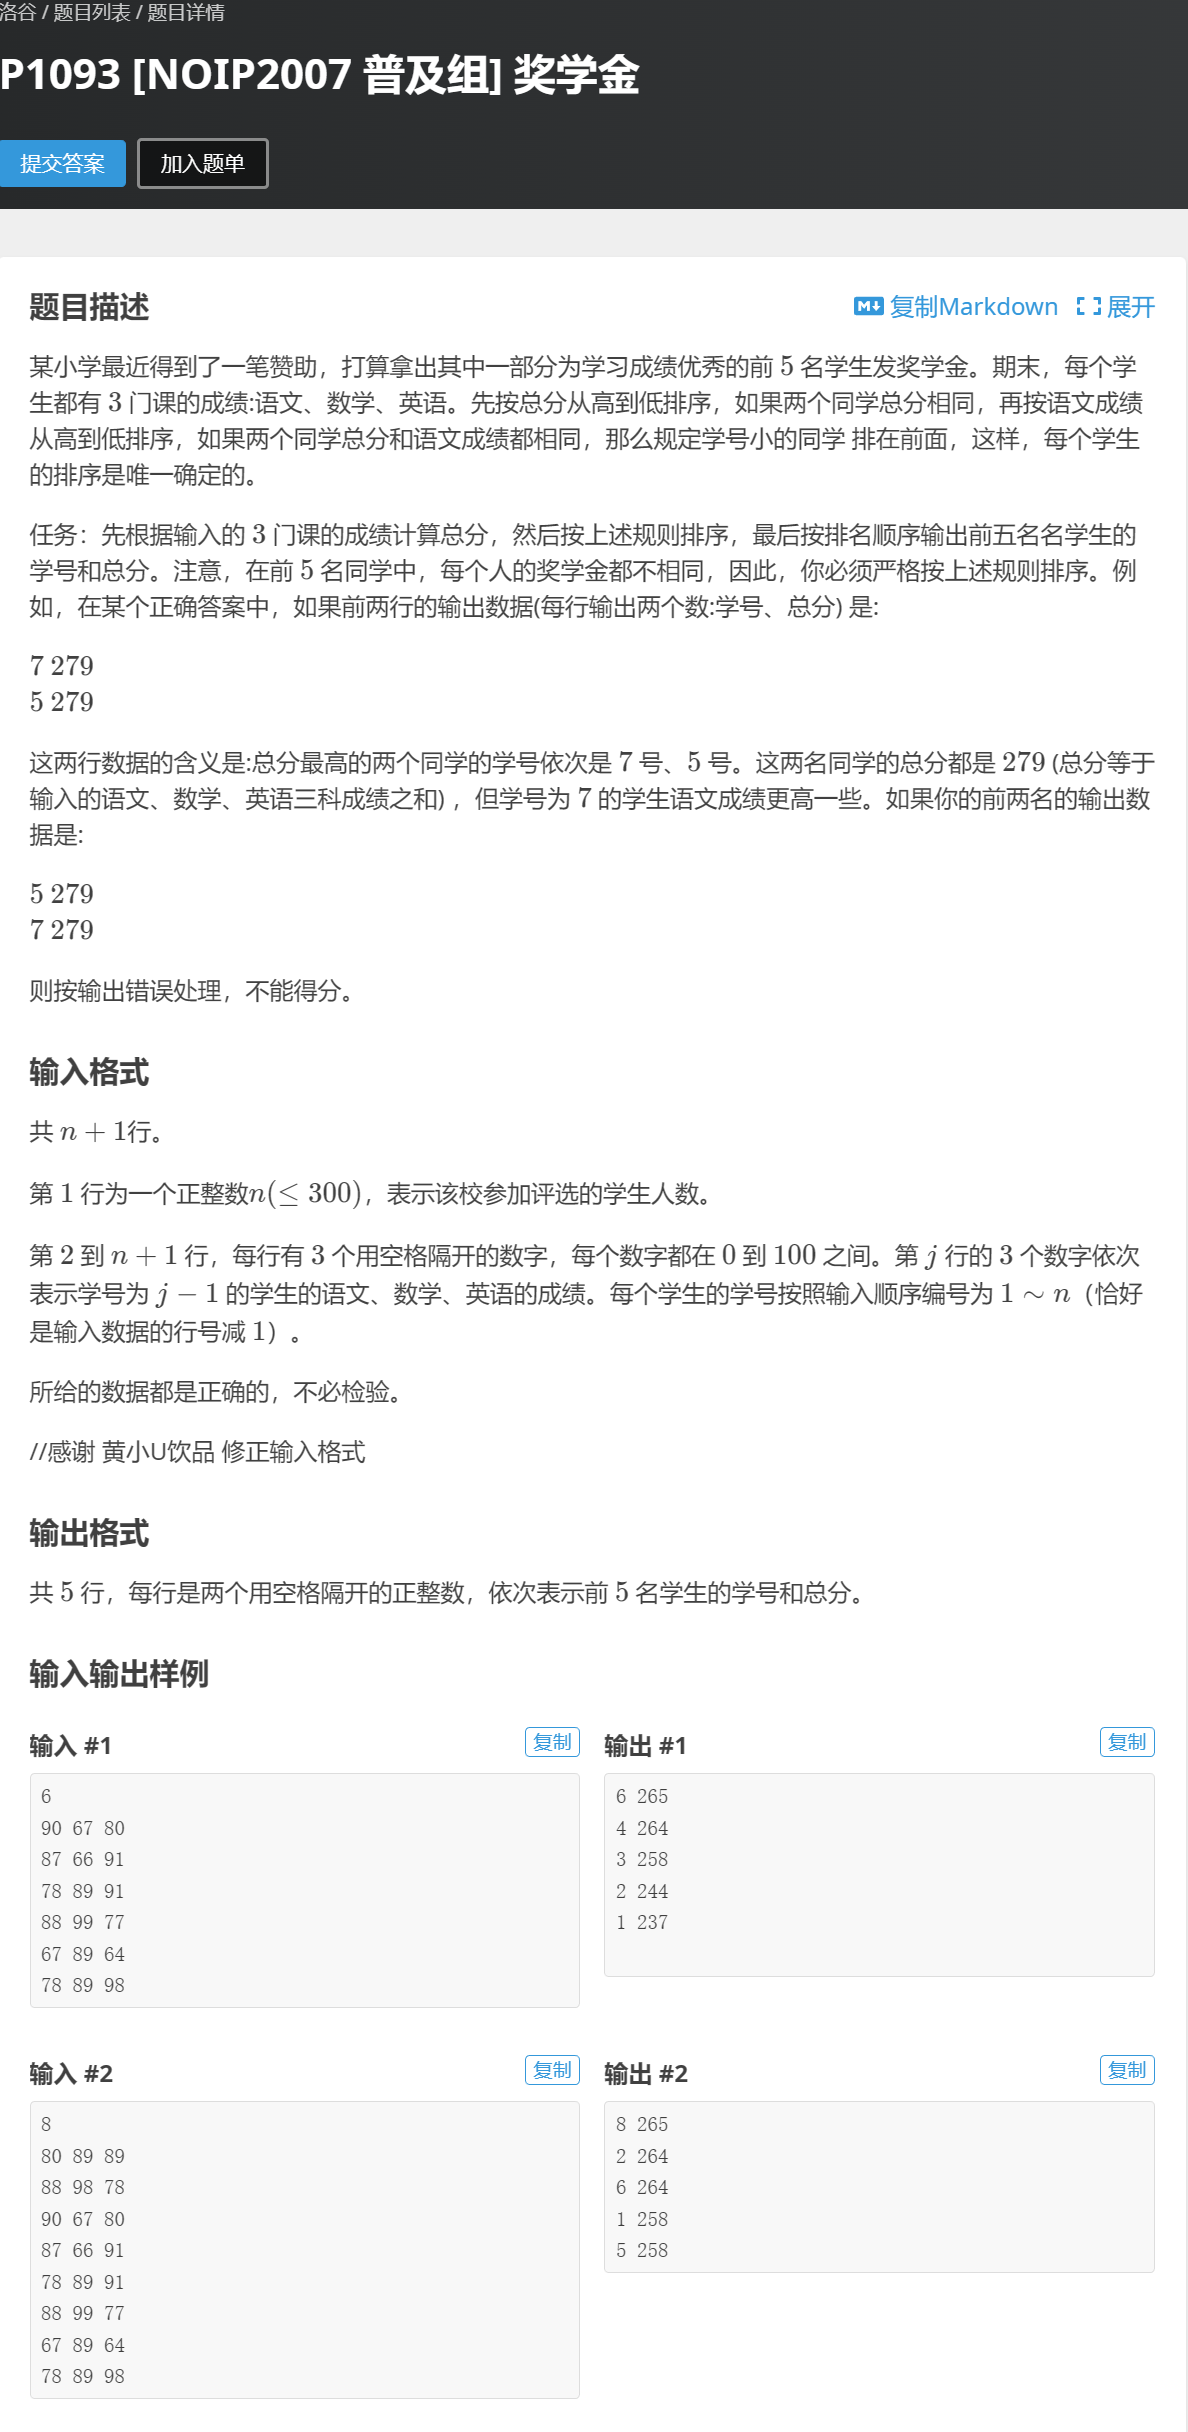 洛谷 / 题目列表 / 题目详情
P1093 [NOIP2007 普及组] 奖学金
提交答案 加入题单
题目描述 复制Markdown 展开
某小学最近得到了一笔赞助，打算拿出其中一部分为学习成绩优秀的前 5 名学生发奖学金。期末，每个学
生都有 3 门课的成绩:语文、数学、英语。先按总分从高到低排序，如果两个同学总分相同，再按语文成绩
从高到低排序，如果两个同学总分和语文成绩都相同，那么规定学号小的同学 排在前面，这样，每个学生
的排序是唯一确定的。
任务：先根据输入的 3 门课的成绩计算总分，然后按上述规则排序，最后按排名顺序输出前五名名学生的
学号和总分。注意，在前 5 名同学中，每个人的奖学金都不相同，因此，你必须严格按上述规则排序。例
如，在某个正确答案中，如果前两行的输出数据(每行输出两个数:学号、总分) 是:
7 279
5 279
这两行数据的含义是:总分最高的两个同学的学号依次是 7 号、5 号。这两名同学的总分都是 279 (总分等于
输入的语文、数学、英语三科成绩之和) ，但学号为 7 的学生语文成绩更高一些。如果你的前两名的输出数
据是:
5 279
7 279
则按输出错误处理，不能得分。
输入格式
共 n + 1行。
第 1 行为一个正整数n(≤ 300)，表示该校参加评选的学生人数。
第 2 到 n + 1 行，每行有 3 个用空格隔开的数字，每个数字都在 0 到 100 之间。第 j 行的 3 个数字依次
表示学号为 j − 1 的学生的语文、数学、英语的成绩。每个学生的学号按照输入顺序编号为 1 ∼ n（恰好
是输入数据的行号减 1）。
所给的数据都是正确的，不必检验。
//感谢 黄小U饮品 修正输入格式
输出格式
共 5 行，每行是两个用空格隔开的正整数，依次表示前 5 名学生的学号和总分。
输入输出样例
输入 #1 复制
6
90 67 80
87 66 91
78 89 91
88 99 77
67 89 64
78 89 98
输出 #1 复制
6 265
4 264
3 258
2 244
1 237
输入 #2 复制
8
80 89 89
88 98 78
90 67 80
87 66 91
78 89 91
88 99 77
67 89 64
78 89 98
输出 #2 复制
8 265
2 264
6 264
1 258
5 258